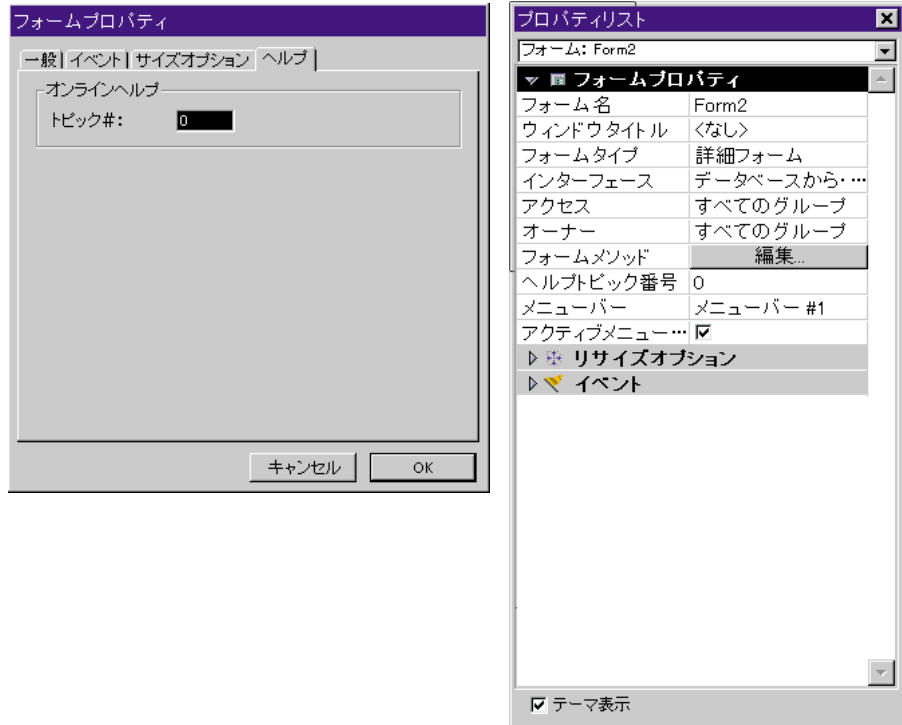 フォームプロパティ
一般 イベント サイズオプション ヘルプ
オンラインヘルプ
トピック#: 0
キャンセル OK
プロパティリスト
フォーム: Form2
フォームプロパティ
フォーム名 Form2
ウィンドウタイトル <なし>
フォームタイプ 詳細フォーム
インターフェース データベースから・…
アクセス すべてのグループ
オーナー すべてのグループ
フォームメソッド 編集...
ヘルプトピック番号 0
メニューバー メニューバー #1
アクティブメニュー…
リサイズオプション
イベント
テーマ表示